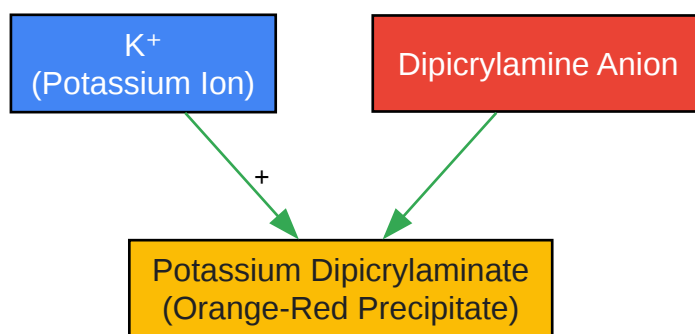 K⁺
(Potassium Ion)
Dipicrylamine Anion
+
Potassium Dipicrylaminate
(Orange-Red Precipitate)